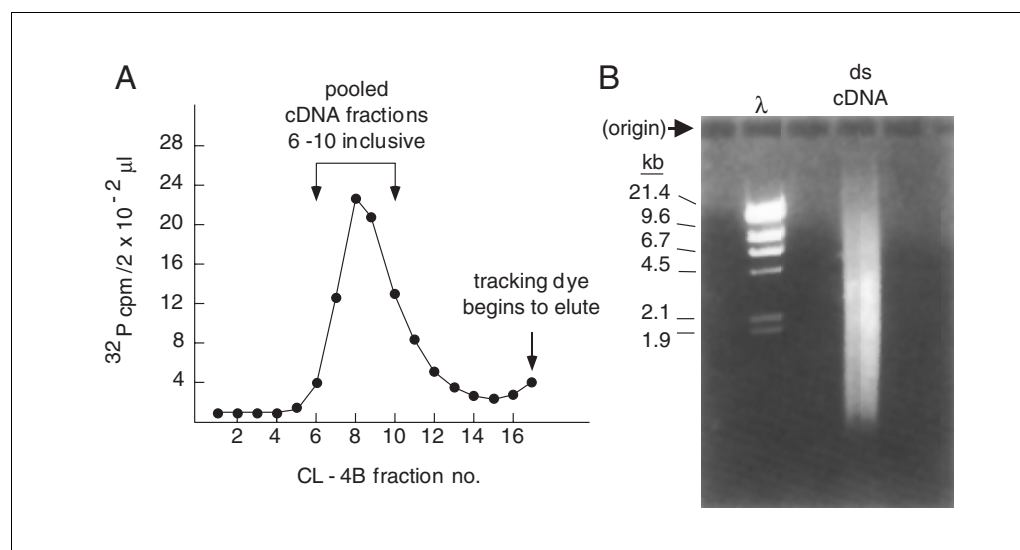 A
pooled
cDNA fractions
6 -10 inclusive
28
24
20
16
12
8
4
32P cpm /2 x 10-2 µl
tracking dye
begins to elute
2
4
6
8
10
12
14
16
CL - 4B fraction no.
B
ds
cDNA
λ
(origin)
kb
21.4
9.6
6.7
4.5
2.1
1.9